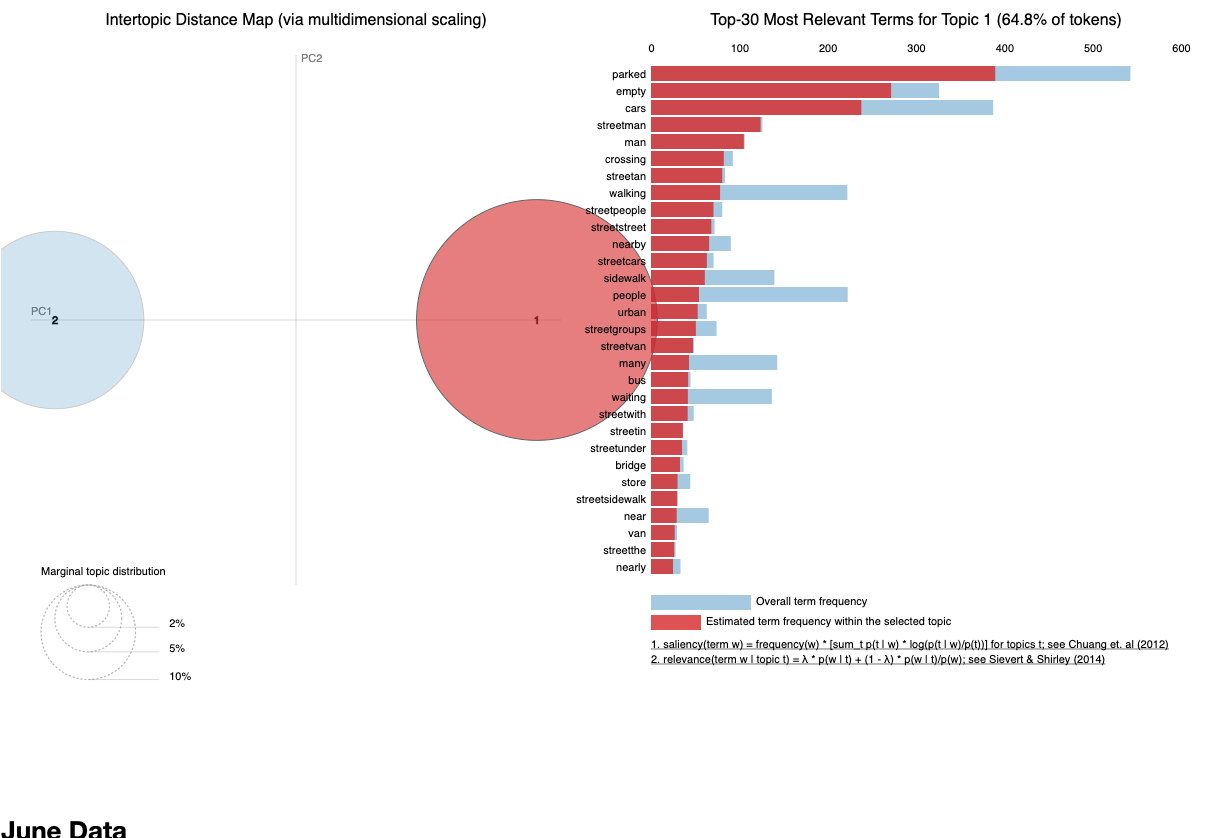 Intertopic Distance Map (via multidimensional scaling)
PC2
PC1
2
1
Marginal topic distribution
2%
5%
10%
Top-30 Most Relevant Terms for Topic 1 (64.8% of tokens)
0 100 200 300 400 500 600
parked
empty
cars
streetman
man
crossing
streetan
walking
streetpeople
streetstreet
nearby
streetcars
sidewalk
people
urban
streetgroups
streetvan
many
bus
waiting
streetwith
streetin
streetunder
bridge
store
streetsidewalk
near
van
streetthe
nearly
Overall term frequency
Estimated term frequency within the selected topic
1. saliency(term w) = frequency(w) * [sum_t p(t | w) * log(p(t | w)/p(t))] for topics t; see Chuang et. al (2012)
2. relevance(term w | topic t) = λ * p(w | t) + (1 - λ) * p(w | t)/p(w); see Sievert & Shirley (2014)
June Data